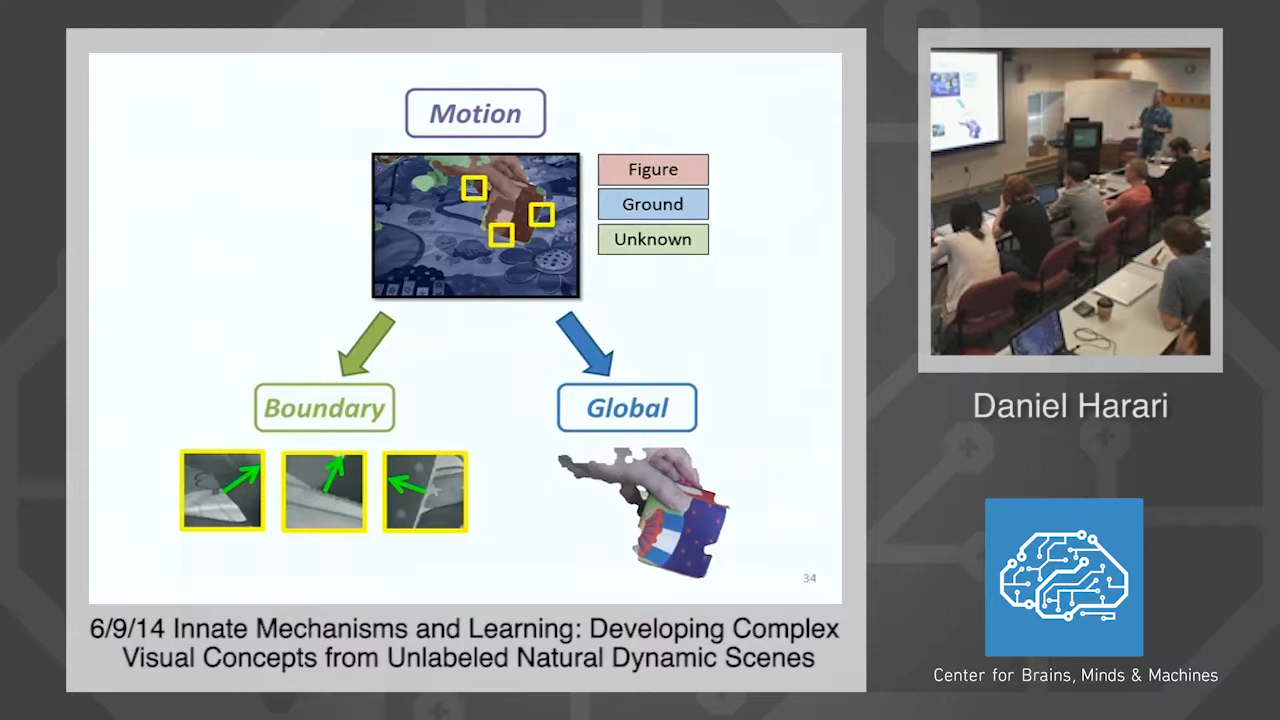 Motion
Figure
Ground
Unknown
Boundary
Global
34
6/9/14 Innate Mechanisms and Learning: Developing Complex
Visual Concepts from Unlabeled Natural Dynamic Scenes
Daniel Harari
Center for Brains, Minds & Machines